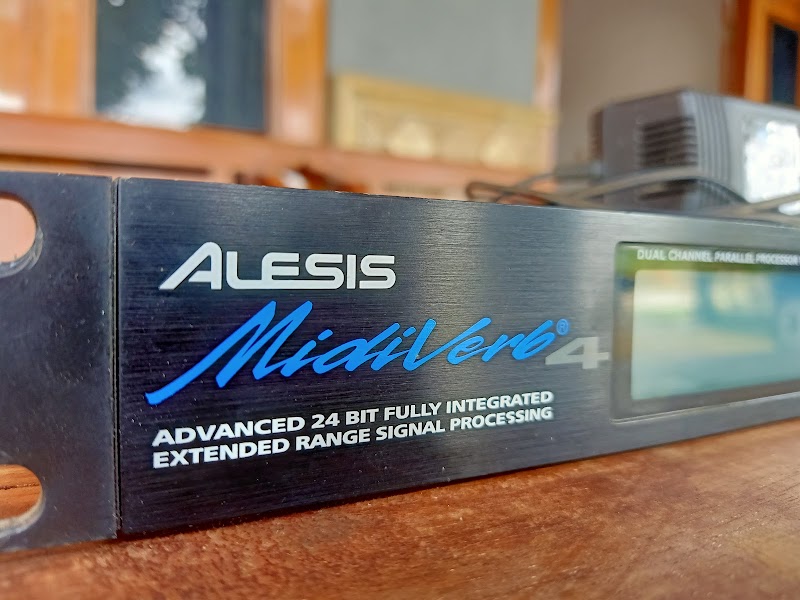 ALESIS
MidiVerb® 4
ADVANCED 24 BIT FULLY INTEGRATED
EXTENDED RANGE SIGNAL PROCESSING
DUAL CHANNEL PARALLEL PROCESSOR